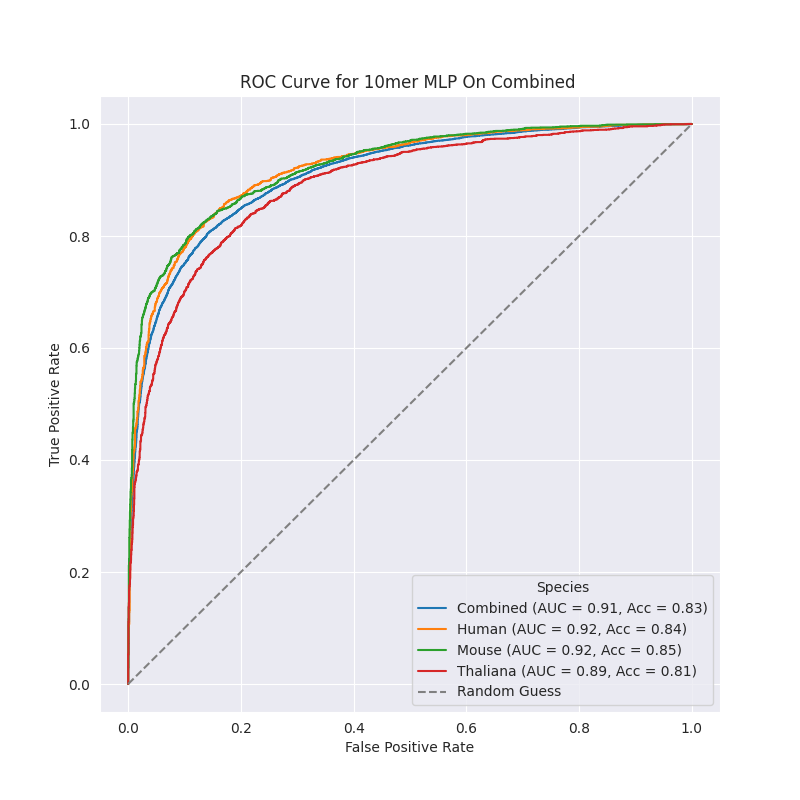 ROC Curve for 10mer MLP On Combined
True Positive Rate
1.0
0.8
0.6
0.4
0.2
0.0
Species
Combined (AUC = 0.91, Acc = 0.83)
Human (AUC = 0.92, Acc = 0.84)
Mouse (AUC = 0.92, Acc = 0.85)
Thaliana (AUC = 0.89, Acc = 0.81)
Random Guess
0.0 0.2 0.4 0.6 0.8 1.0
False Positive Rate